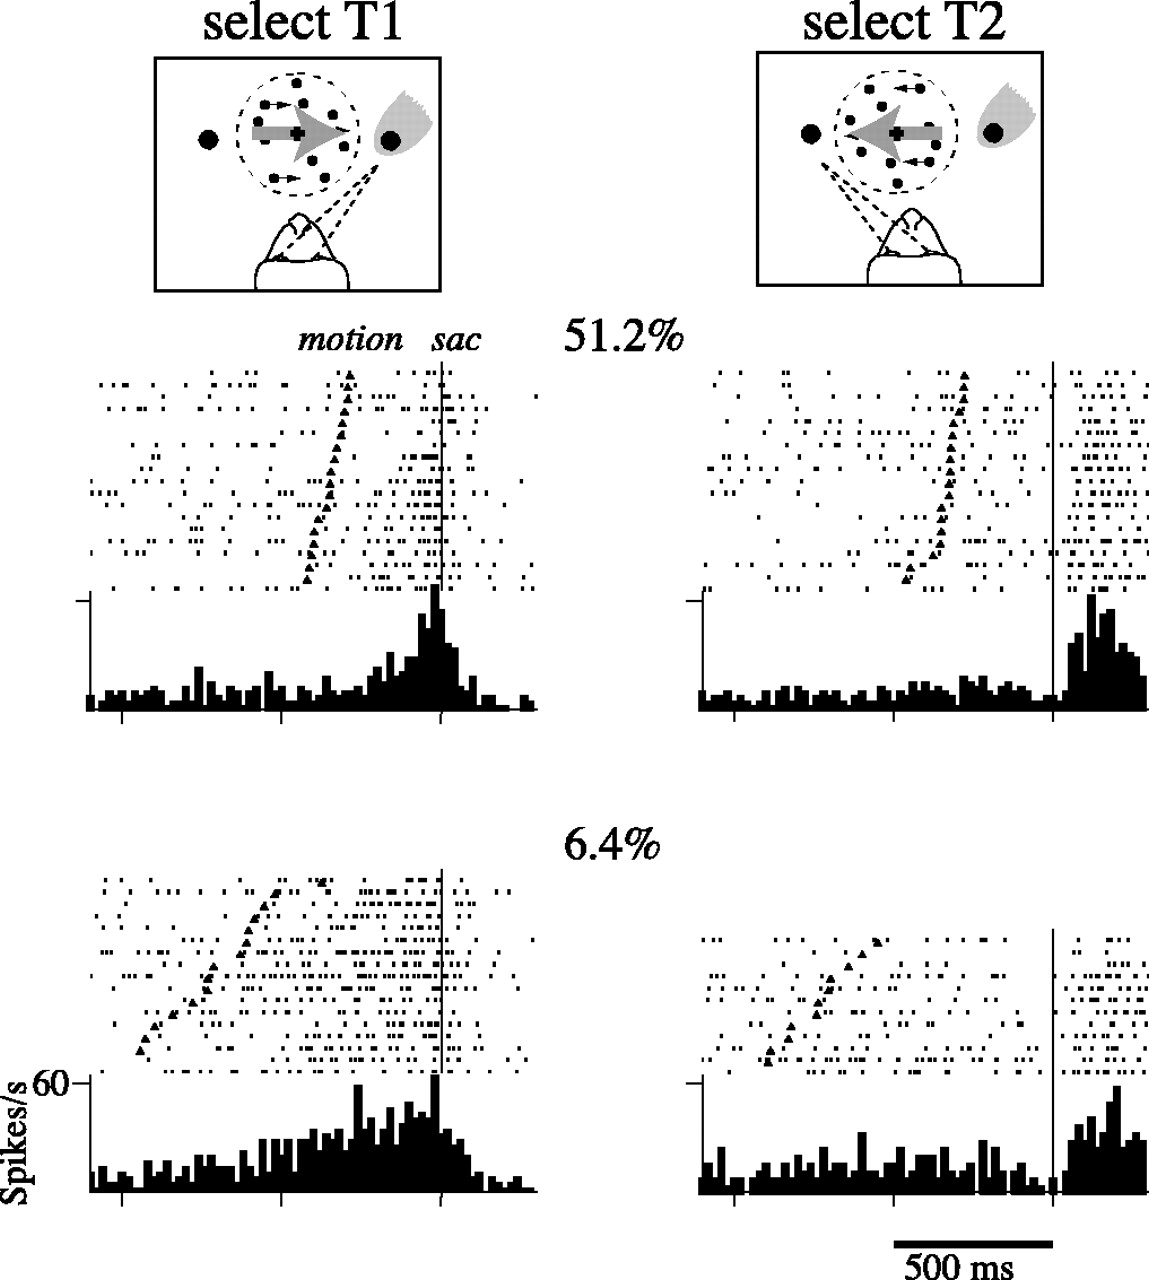 select T1
select T2
motion sac
51.2%
6.4%
60
Spikes/s
500 ms